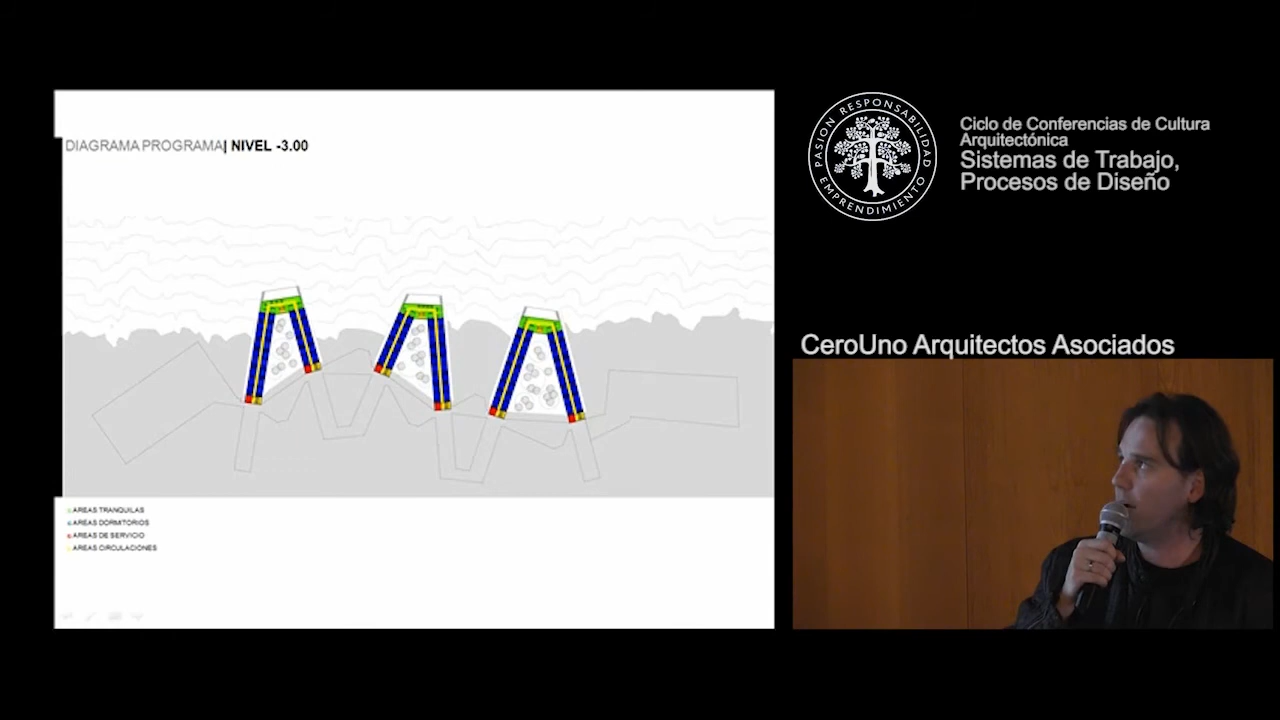 DIAGRAMA PROGRAMA| NIVEL -3.00
AREAS TRANQUILAS
AREAS DORMITORIOS
AREAS DE SERVICIO
AREAS CIRCULACIONES
PASION RESPONSABILIDAD EMPRENDIMIENTO
Ciclo de Conferencias de Cultura
Arquitectónica
Sistemas de Trabajo,
Procesos de Diseño
CeroUno Arquitectos Asociados